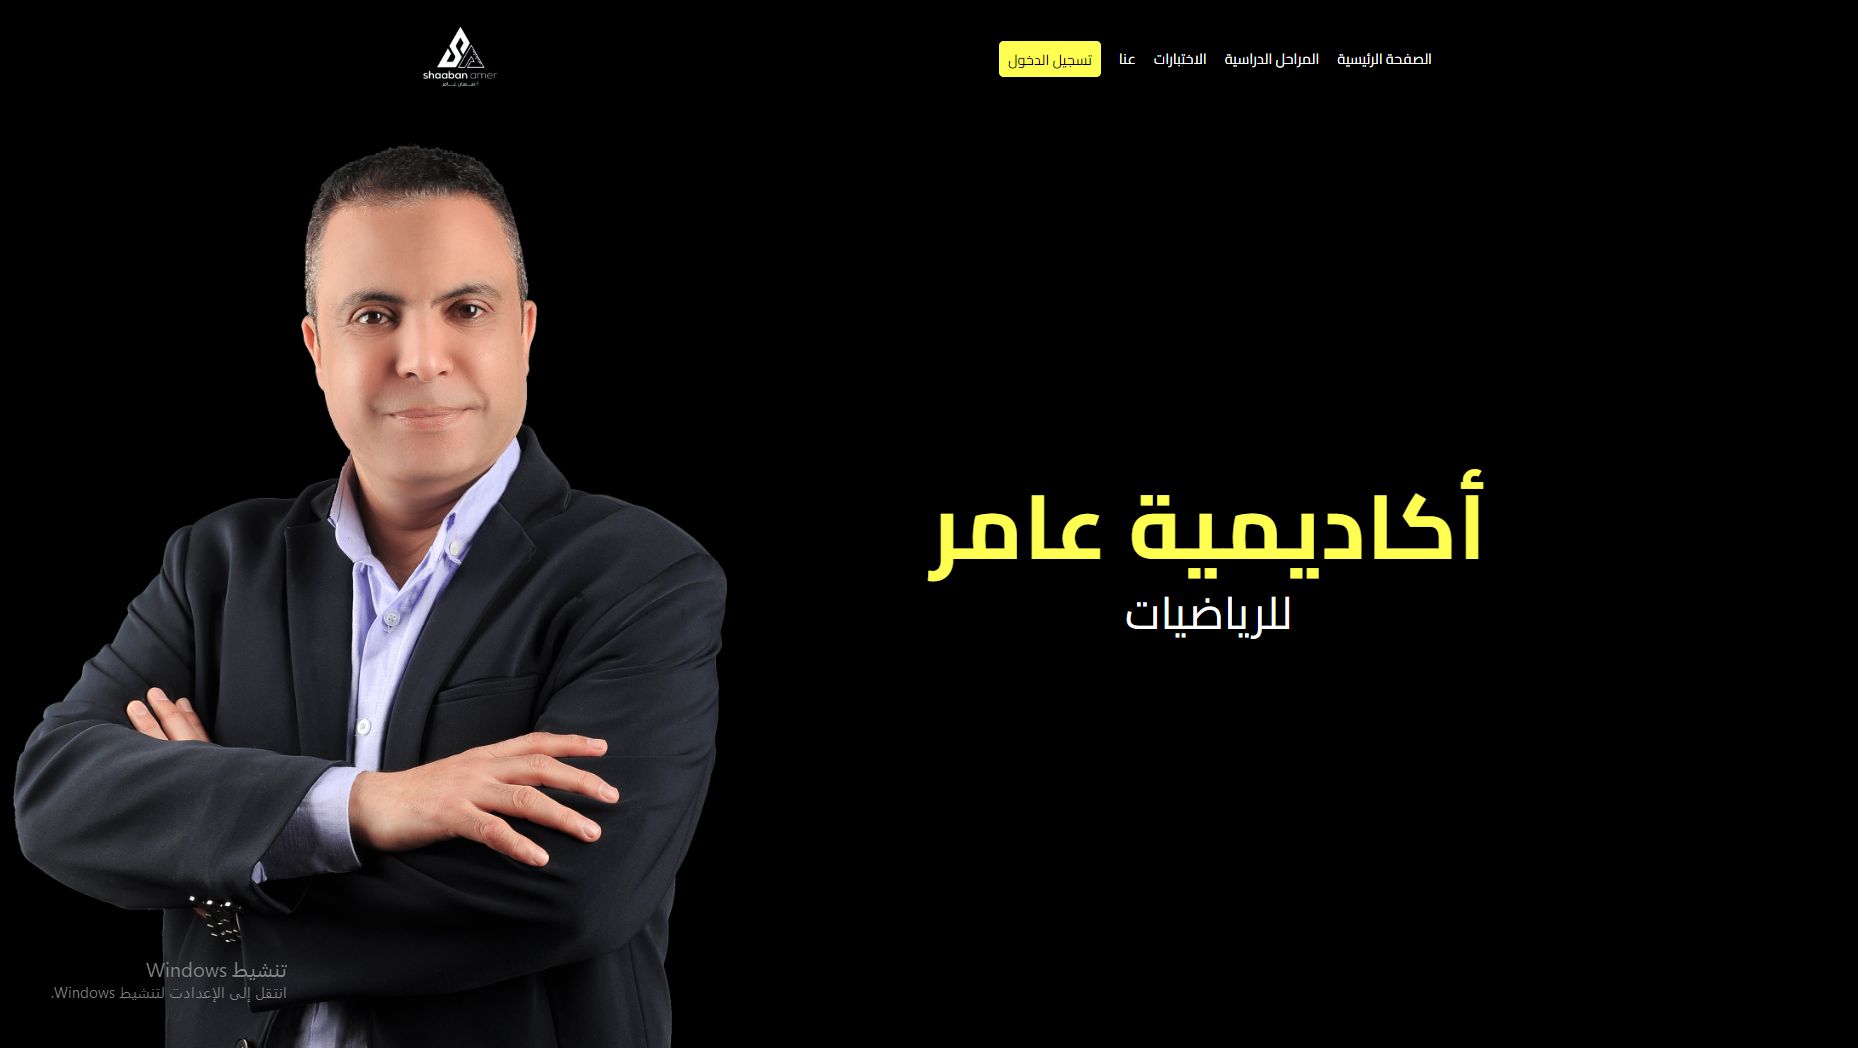 الصفحة الرئيسية
المراحل الدراسية
الاختبارات
عنا
تسجيل الدخول
shaaban amer
أكاديمية عامر
للرياضيات
تنشيط Windows
انتقل إلى الإعدادت لتنشيط Windows.